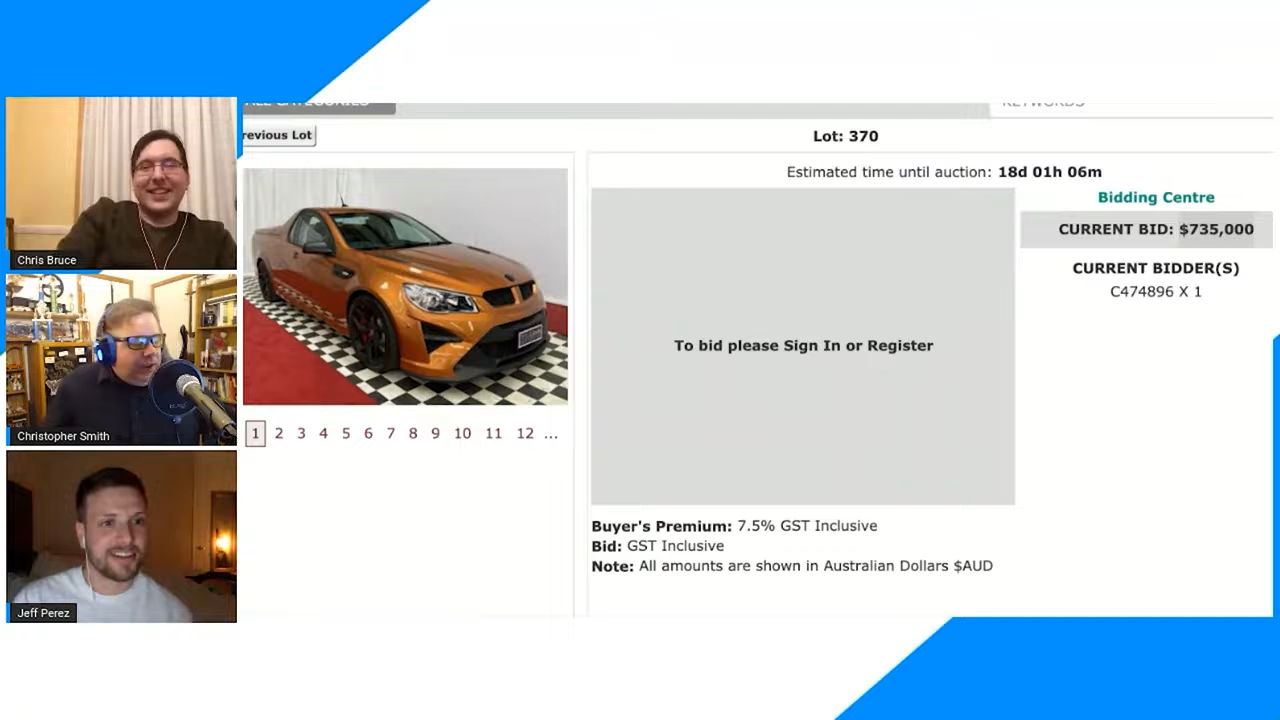 ALL CATEGORIES
KEYWORDS
revious Lot
Lot: 370
Estimated time until auction: 18d 01h 06m
Bidding Centre
CURRENT BID: $735,000
CURRENT BIDDER(S)
C474896 X 1
To bid please Sign In or Register
1 2 3 4 5 6 7 8 9 10 11 12 ...
Buyer's Premium: 7.5% GST Inclusive
Bid: GST Inclusive
Note: All amounts are shown in Australian Dollars $AUD
Chris Bruce
Christopher Smith
Jeff Perez